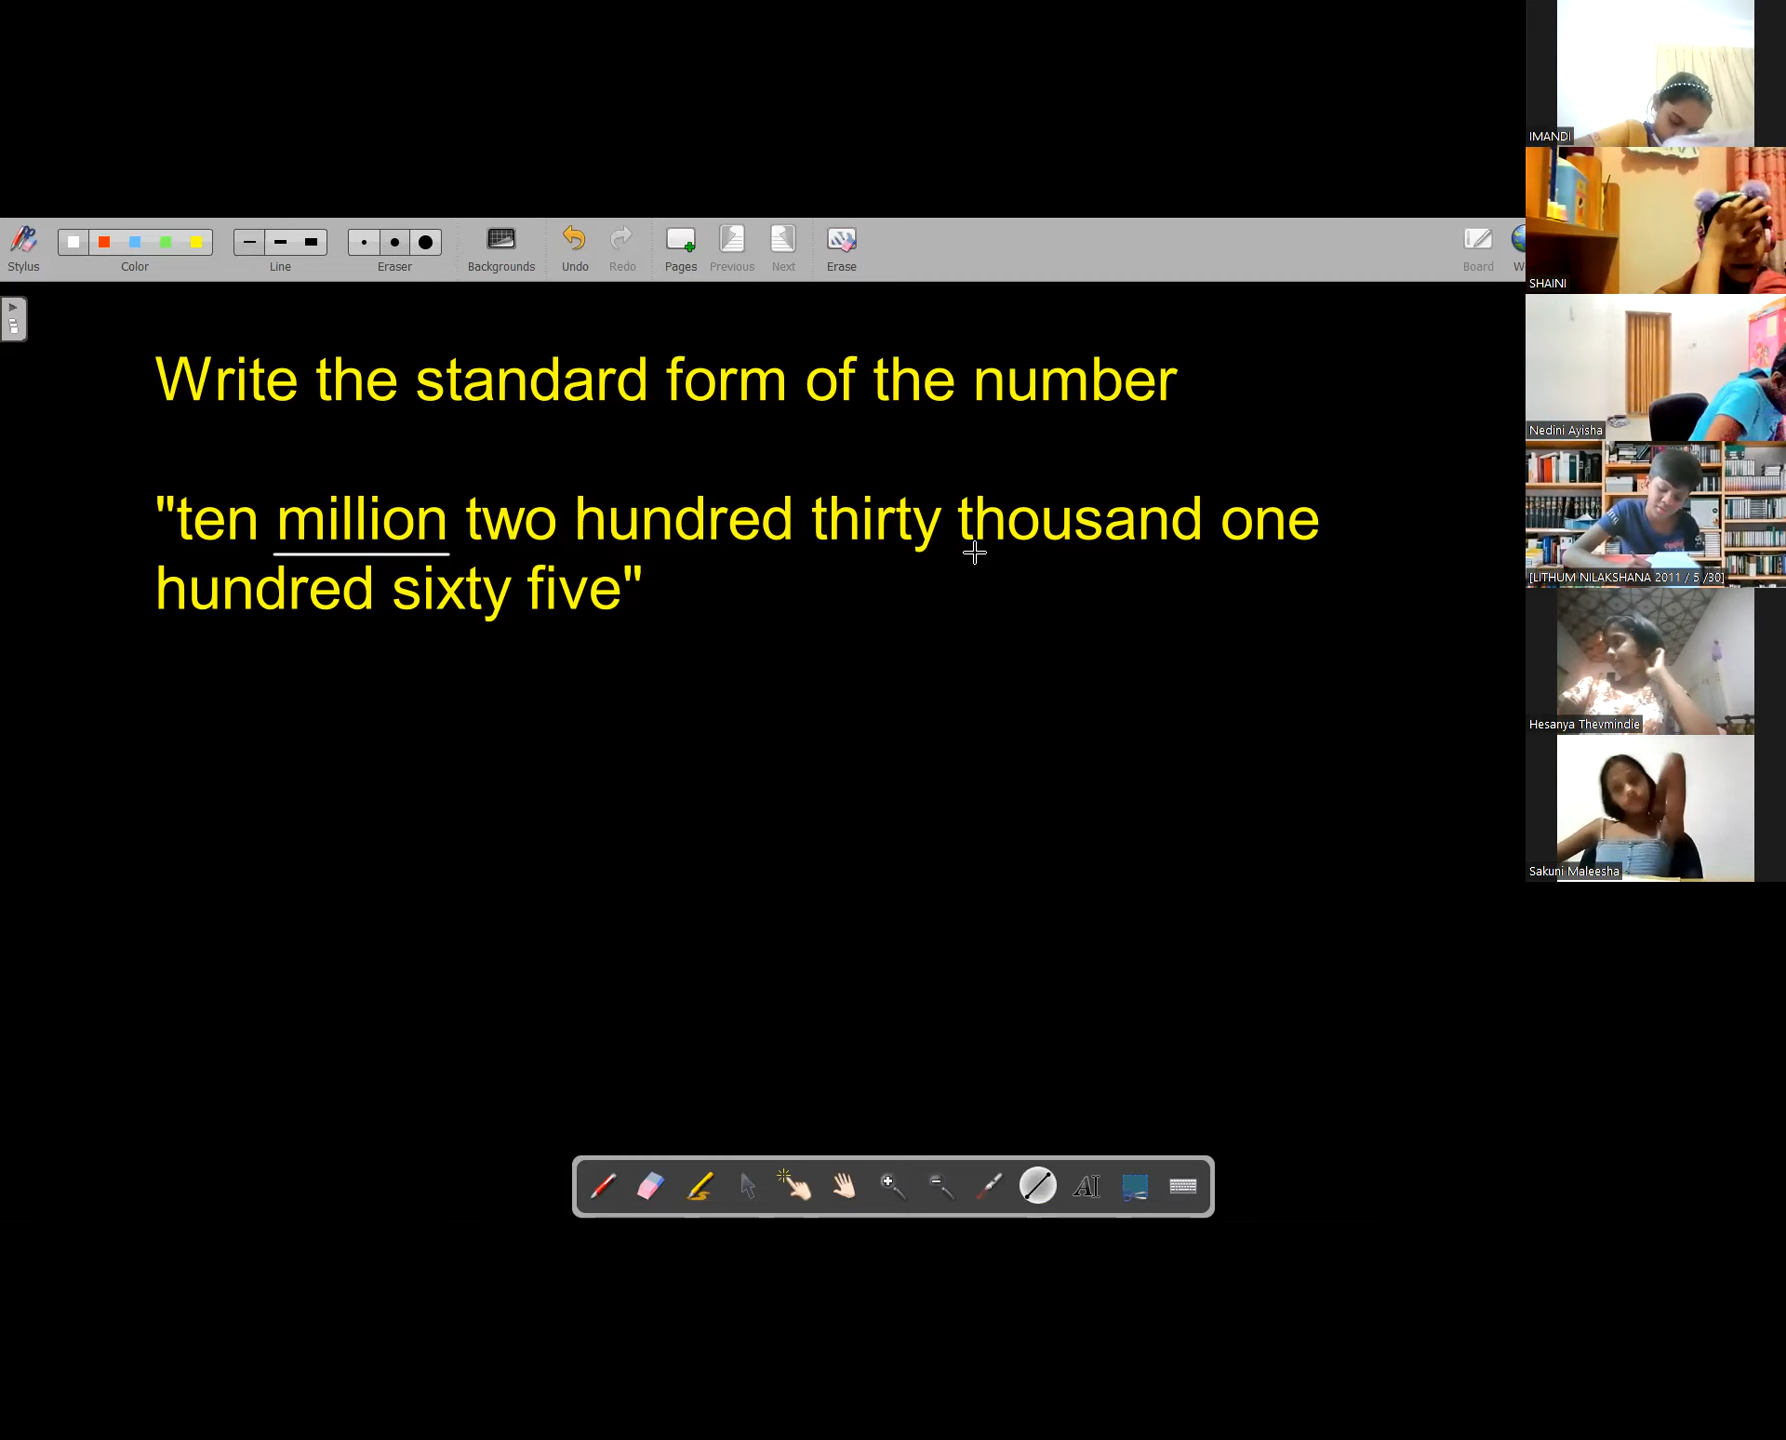 IMANDI
SHAINI
Stylus
Color
Line
Eraser
Backgrounds
Undo
Redo
Pages
Previous
Next
Erase
Board
W
Write the standard form of the number
"ten million two hundred thirty thousand one
hundred sixty five"
Nedini Ayisha
[LITHUM NILAKSHANA 2011 / 5 /30]
Hesanya Thevmindie
Sakuni Maleesha
AI